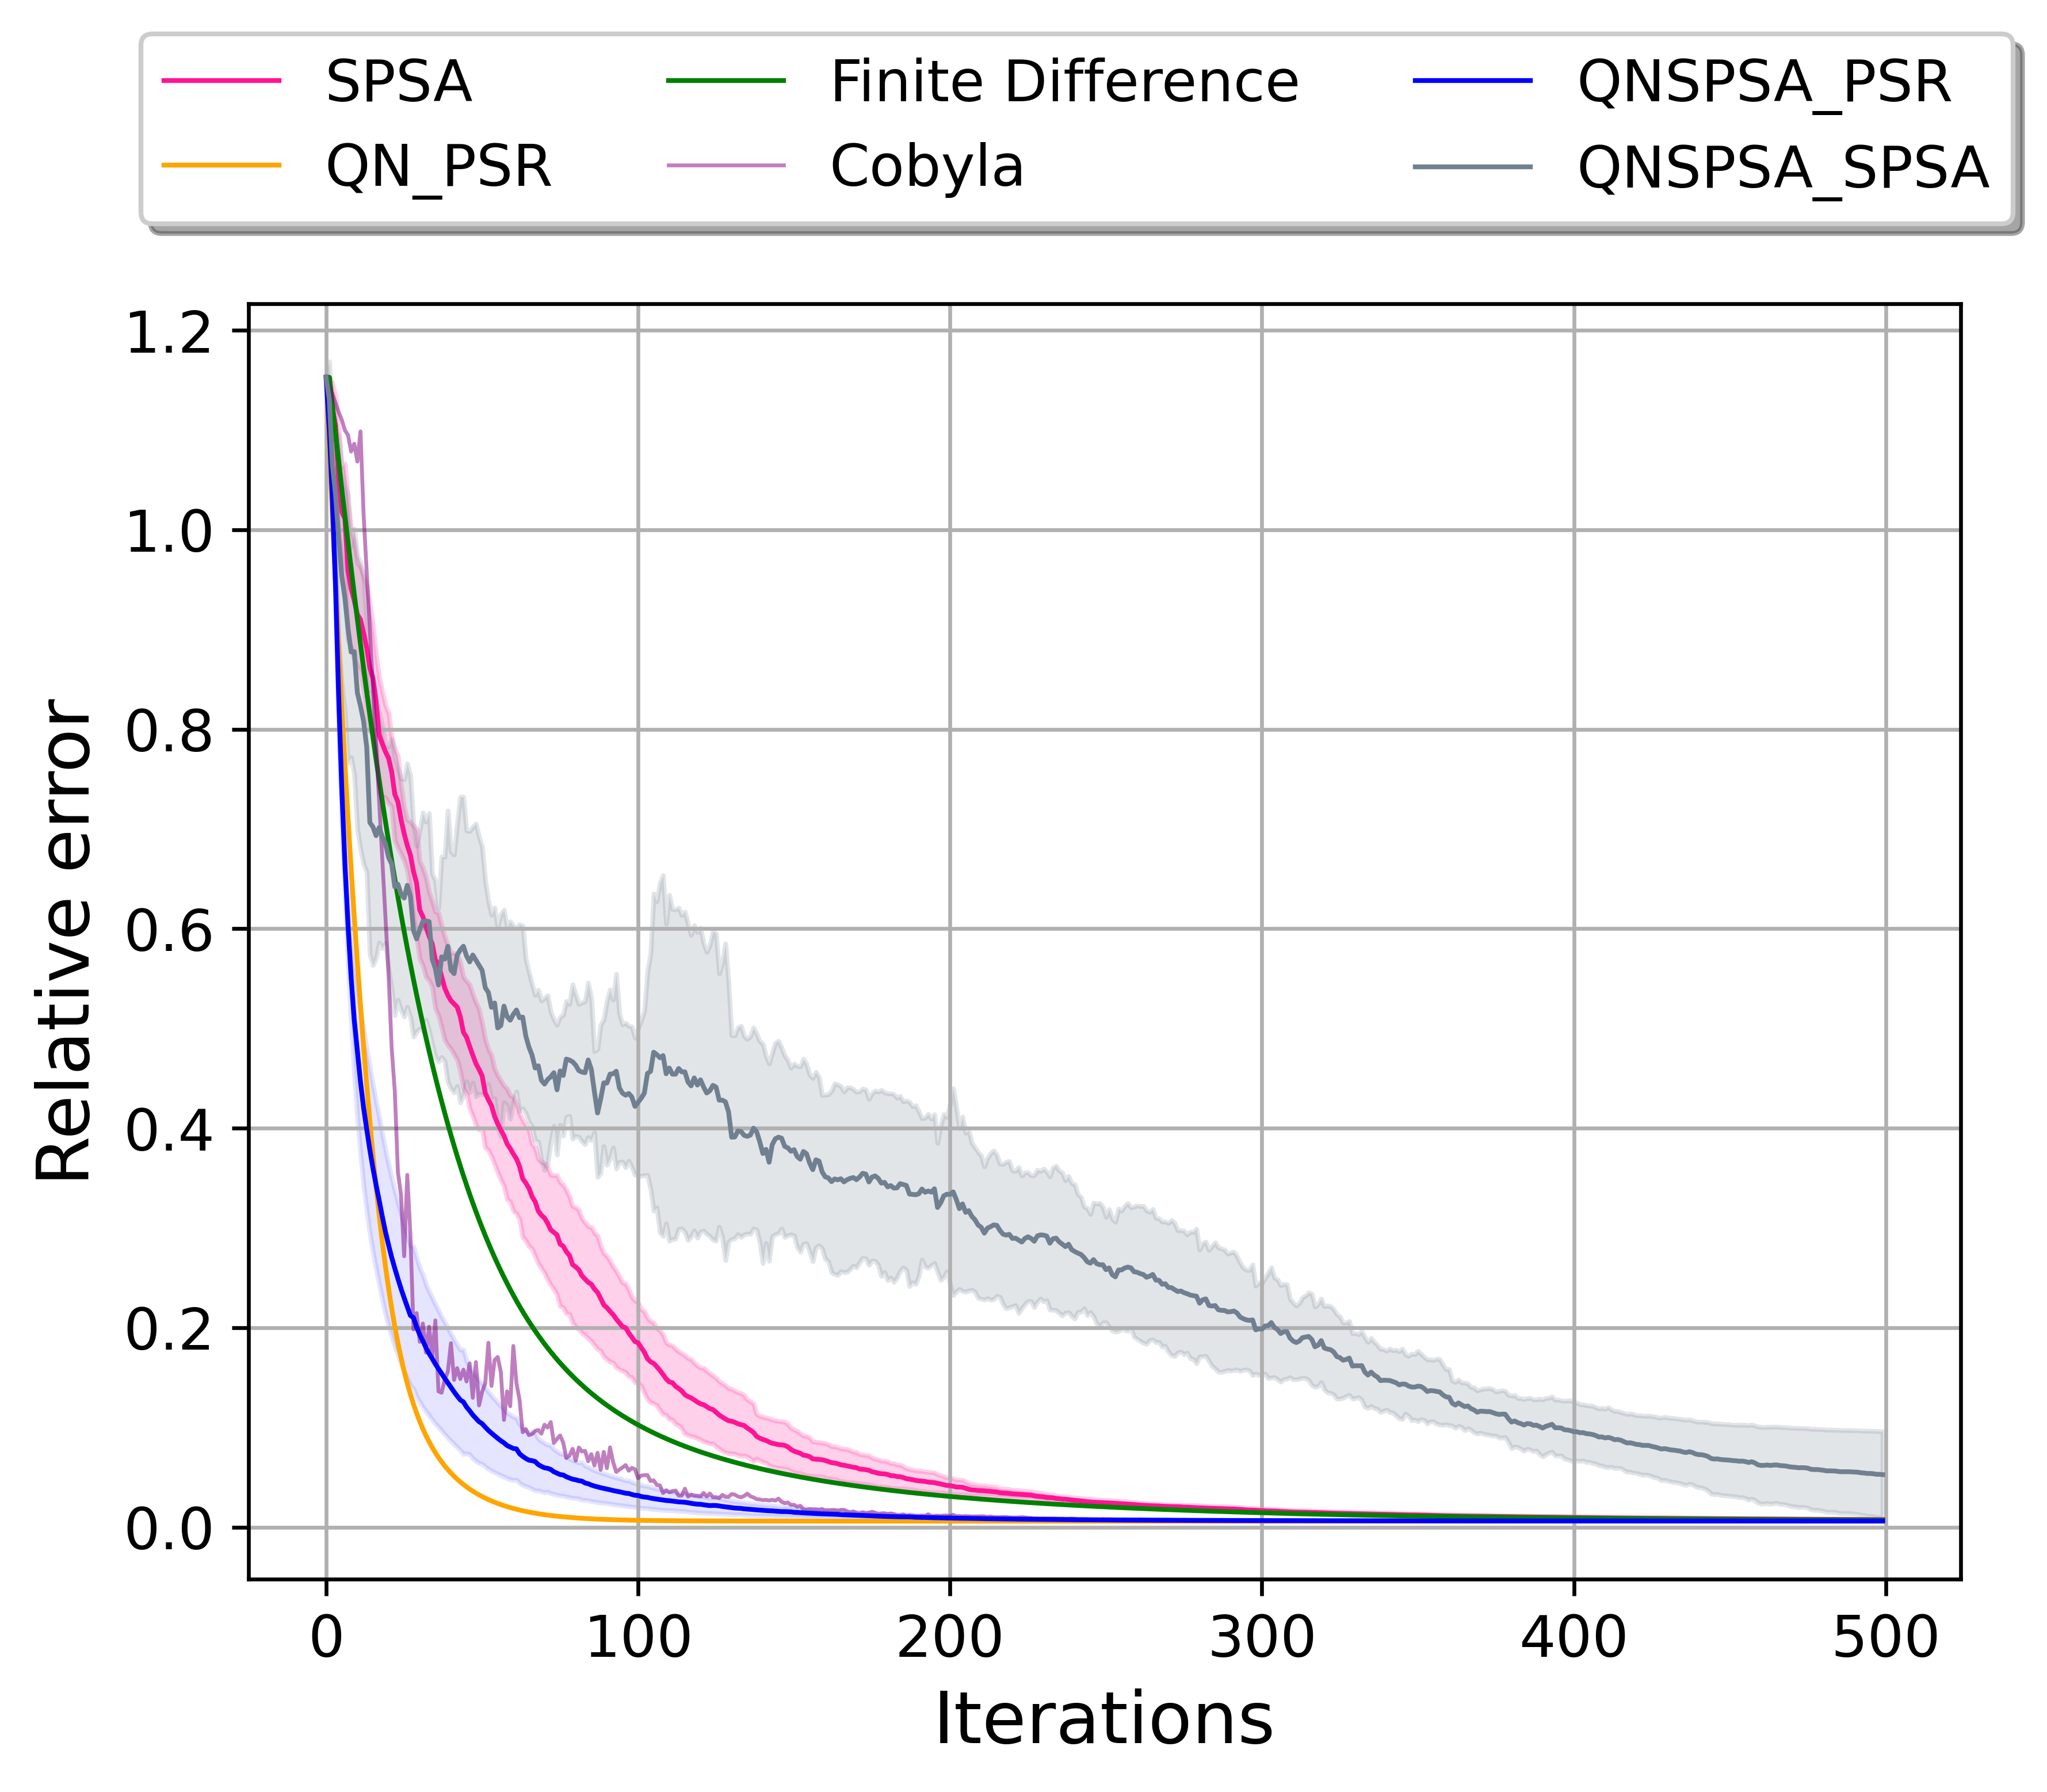 SPSA Finite Difference QNSPSA_PSR
QN_PSR Cobyla QNSPSA_SPSA
1.2
1.0
0.8
0.6
0.4
0.2
0.0
Relative error
0 100 200 300 400 500
Iterations